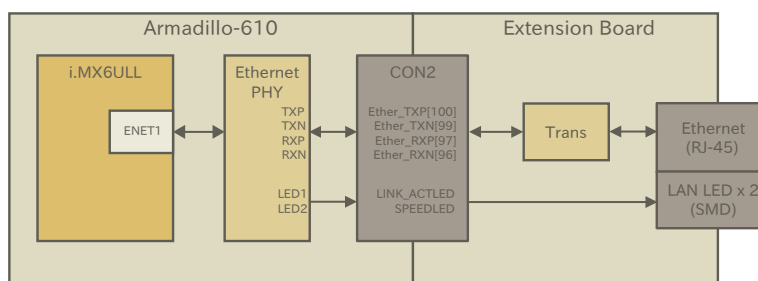 Armadillo-610
Extension Board
i.MX6ULL
ENET1
Ethernet
PHY
TXP
TXN
RXP
RXN
LED1
LED2
CON2
Ether_TXP[100]
Ether_TXN[99]
Ether_RXP[97]
Ether_RXN[96]
LINK_ACTLED
SPEEDLED
Trans
Ethernet
(RJ-45)
LAN LED x 2
(SMD)